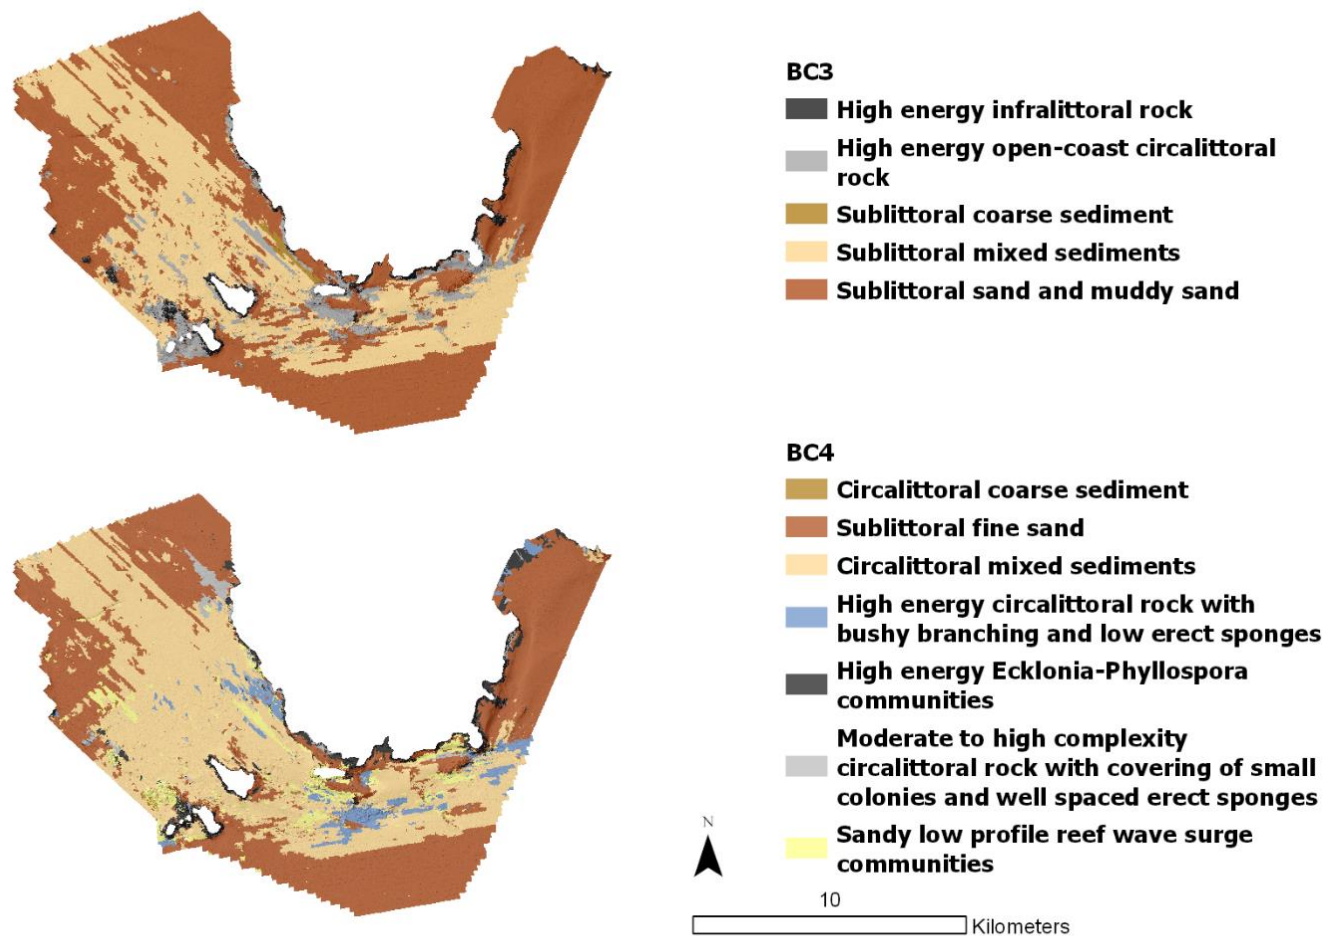 BC3
High energy infralittoral rock
High energy open-coast circalittoral
rock
Sublittoral coarse sediment
Sublittoral mixed sediments
Sublittoral sand and muddy sand
BC4
Circalittoral coarse sediment
Sublittoral fine sand
Circalittoral mixed sediments
High energy circalittoral rock with
bushy branching and low erect sponges
High energy Ecklonia-Phyllospora
communities
Moderate to high complexity
circalittoral rock with covering of small
colonies and well spaced erect sponges
Sandy low profile reef wave surge
communities
N
10
Kilometers